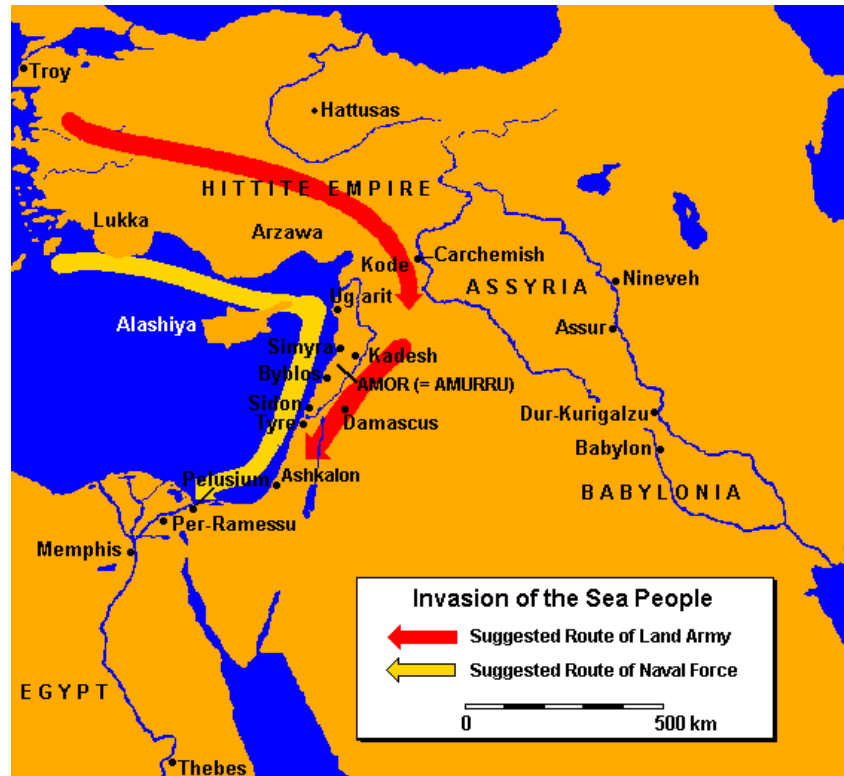 Troy
Hattusas
HITTITE EMPIRE
Lukka
Arzawa
Kode
Carchemish
Nineveh
ASSYRIA
Ugarit
Alashiya
Assur
Simyra
Kadesh
Byblos
AMOR (= AMURRU)
Sidon
Damascus
Dur-Kurigalzu
Tyre
Babylon
Ashkalon
Pelusium
BABYLONIA
Per-Ramessu
Memphis
Invasion of the Sea People
Suggested Route of Land Army
Suggested Route of Naval Force
EGYPT
0 500 km
Thebes